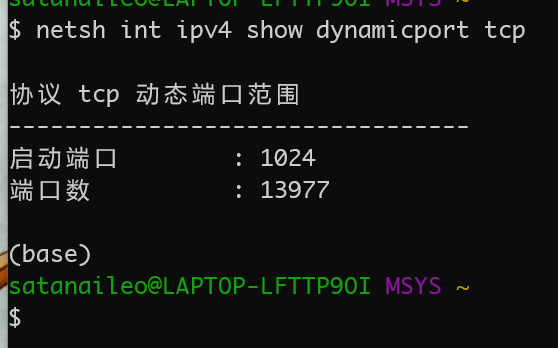 satanaileo@LAPTOP-LFTTP9OI MSYS ~
$ netsh int ipv4 show dynamicport tcp
协议 tcp 动态端口范围
---------------------------------
启动端口 : 1024
端口数 : 13977
(base)
satanaileo@LAPTOP-LFTTP9OI MSYS ~
$